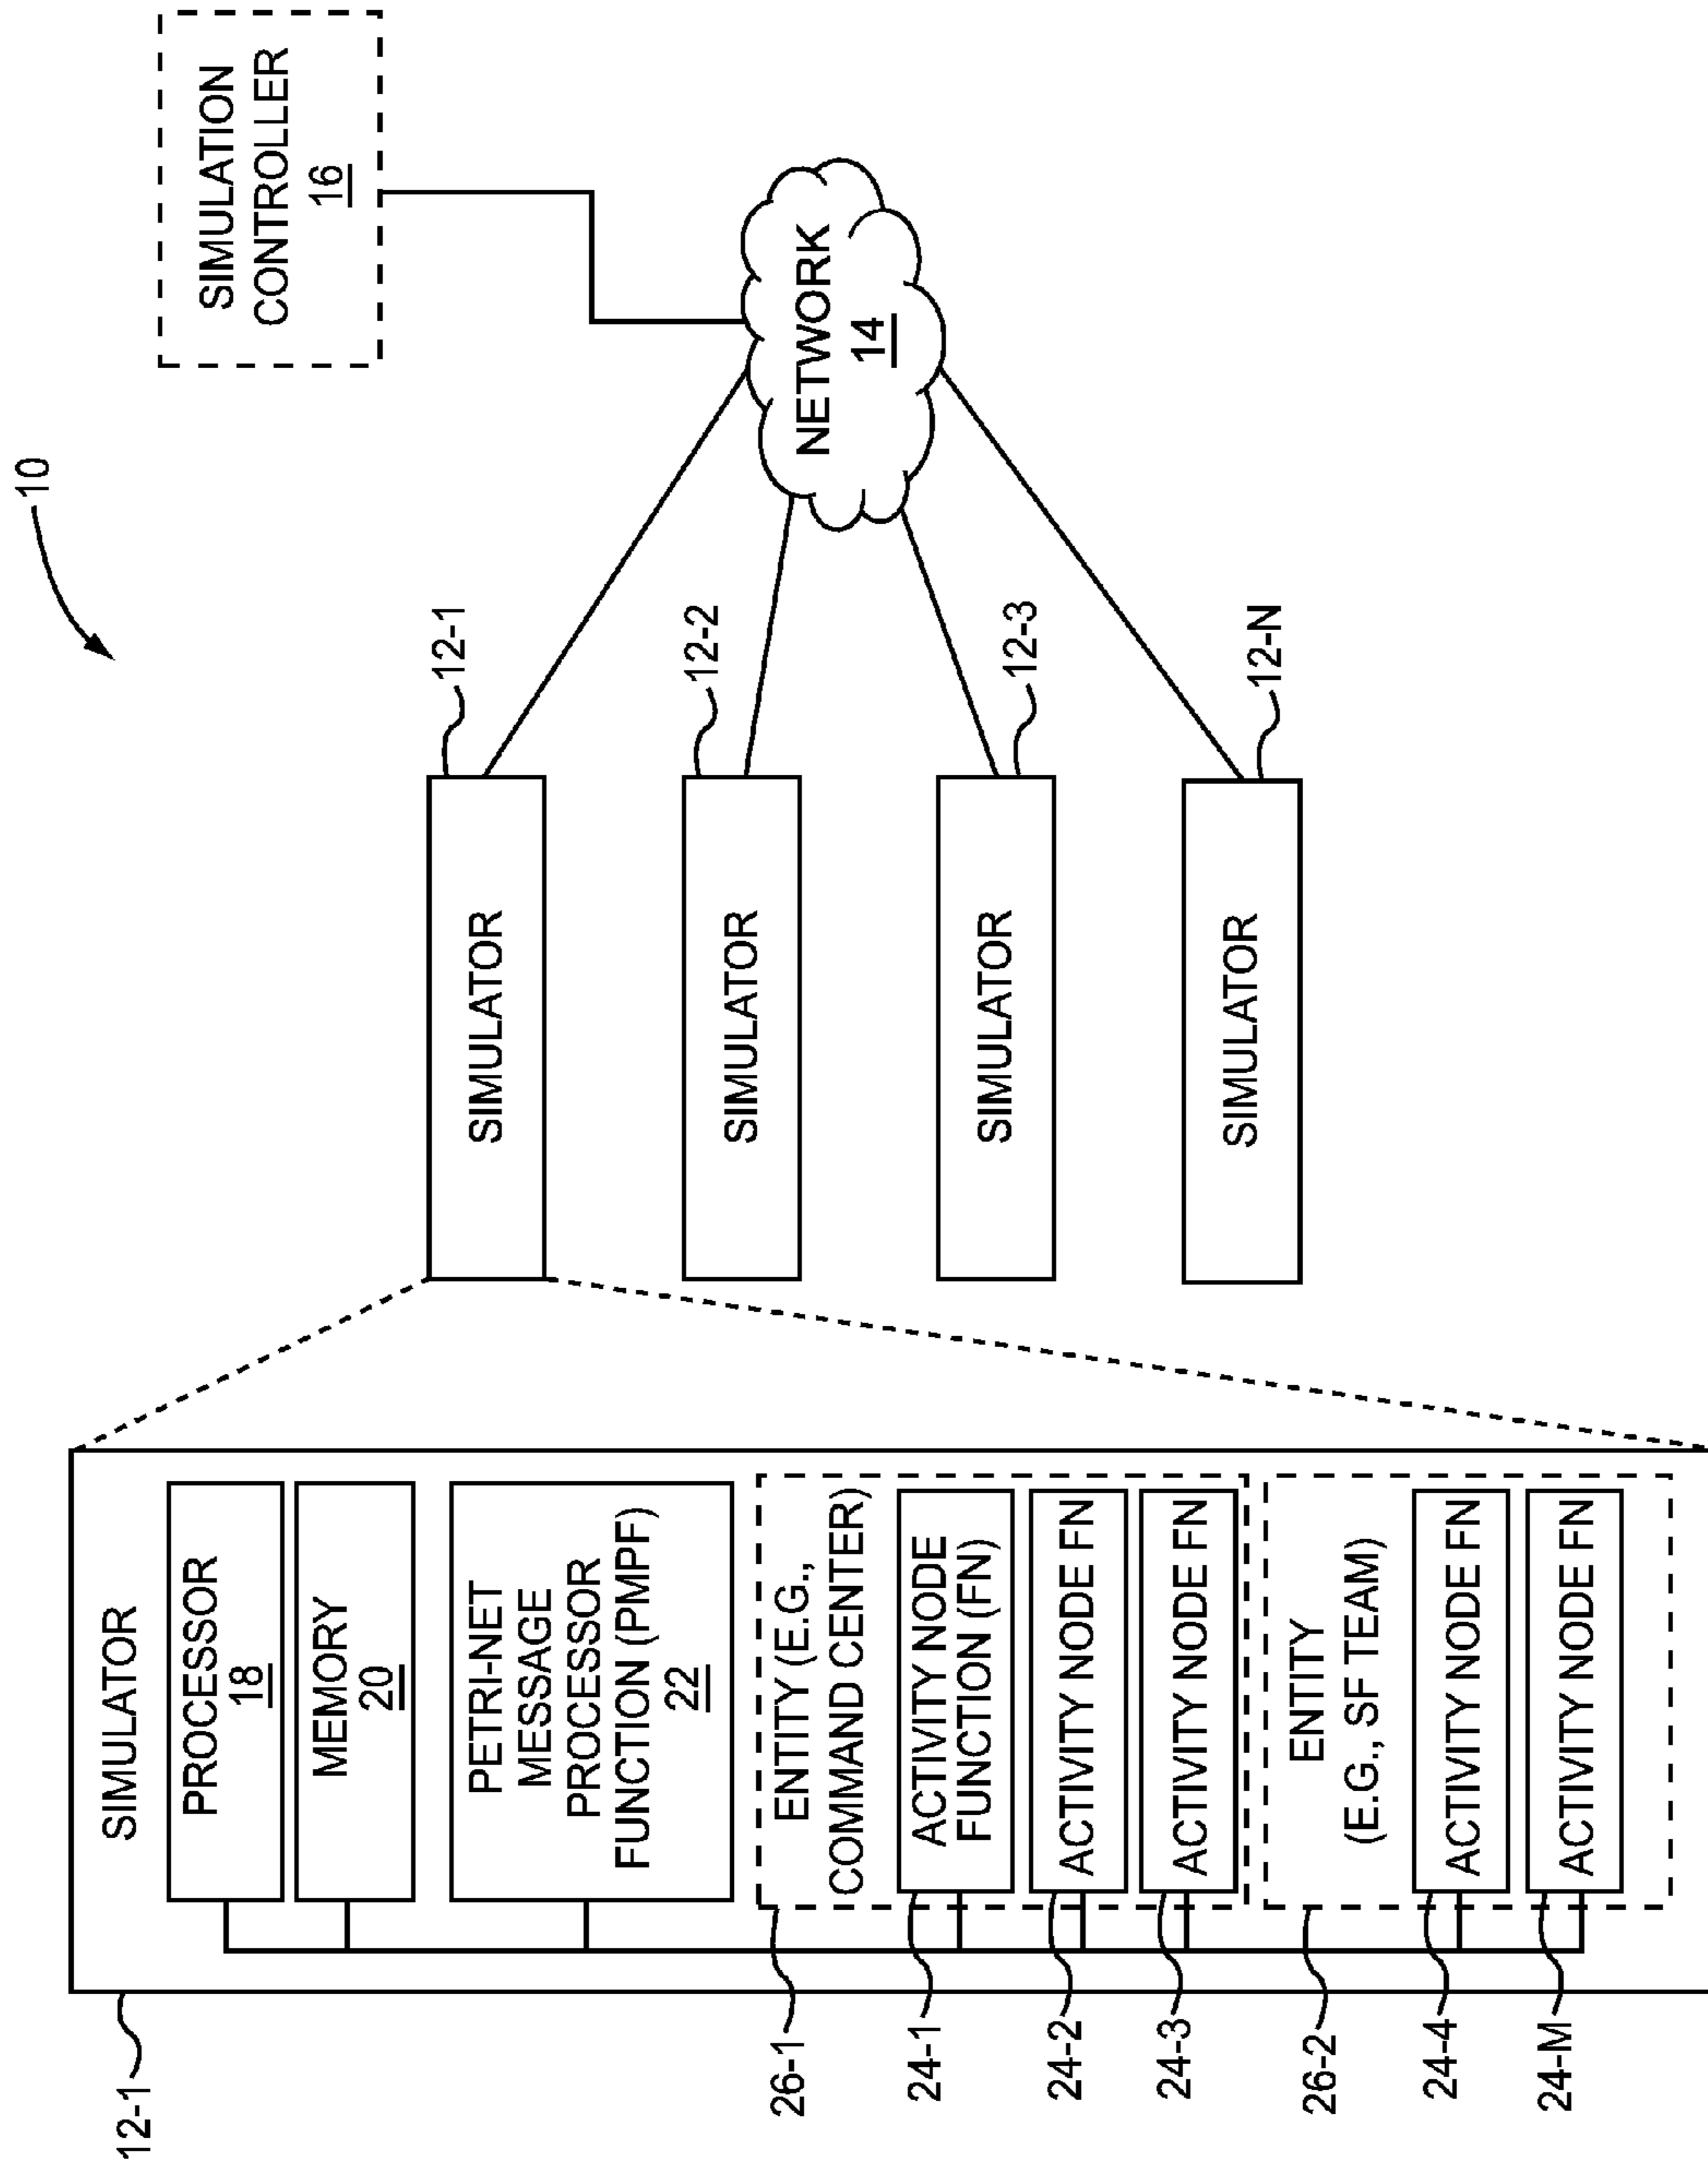 10
SIMULATION
CONTROLLER
16
NETWORK
14
12-1
SIMULATOR
12-2
SIMULATOR
12-3
SIMULATOR
12-N
SIMULATOR
12-1
SIMULATOR
PROCESSOR
18
MEMORY
20
PETRI-NET
MESSAGE
PROCESSOR
FUNCTION (PMPF)
22
26-1
ENTITY (E.G.,
COMMAND CENTER)
24-1
ACTIVITY NODE
FUNCTION (FN)
24-2
ACTIVITY NODE FN
24-3
ACTIVITY NODE FN
26-2
ENTITY
(E.G., SF TEAM)
24-4
ACTIVITY NODE FN
24-M
ACTIVITY NODE FN